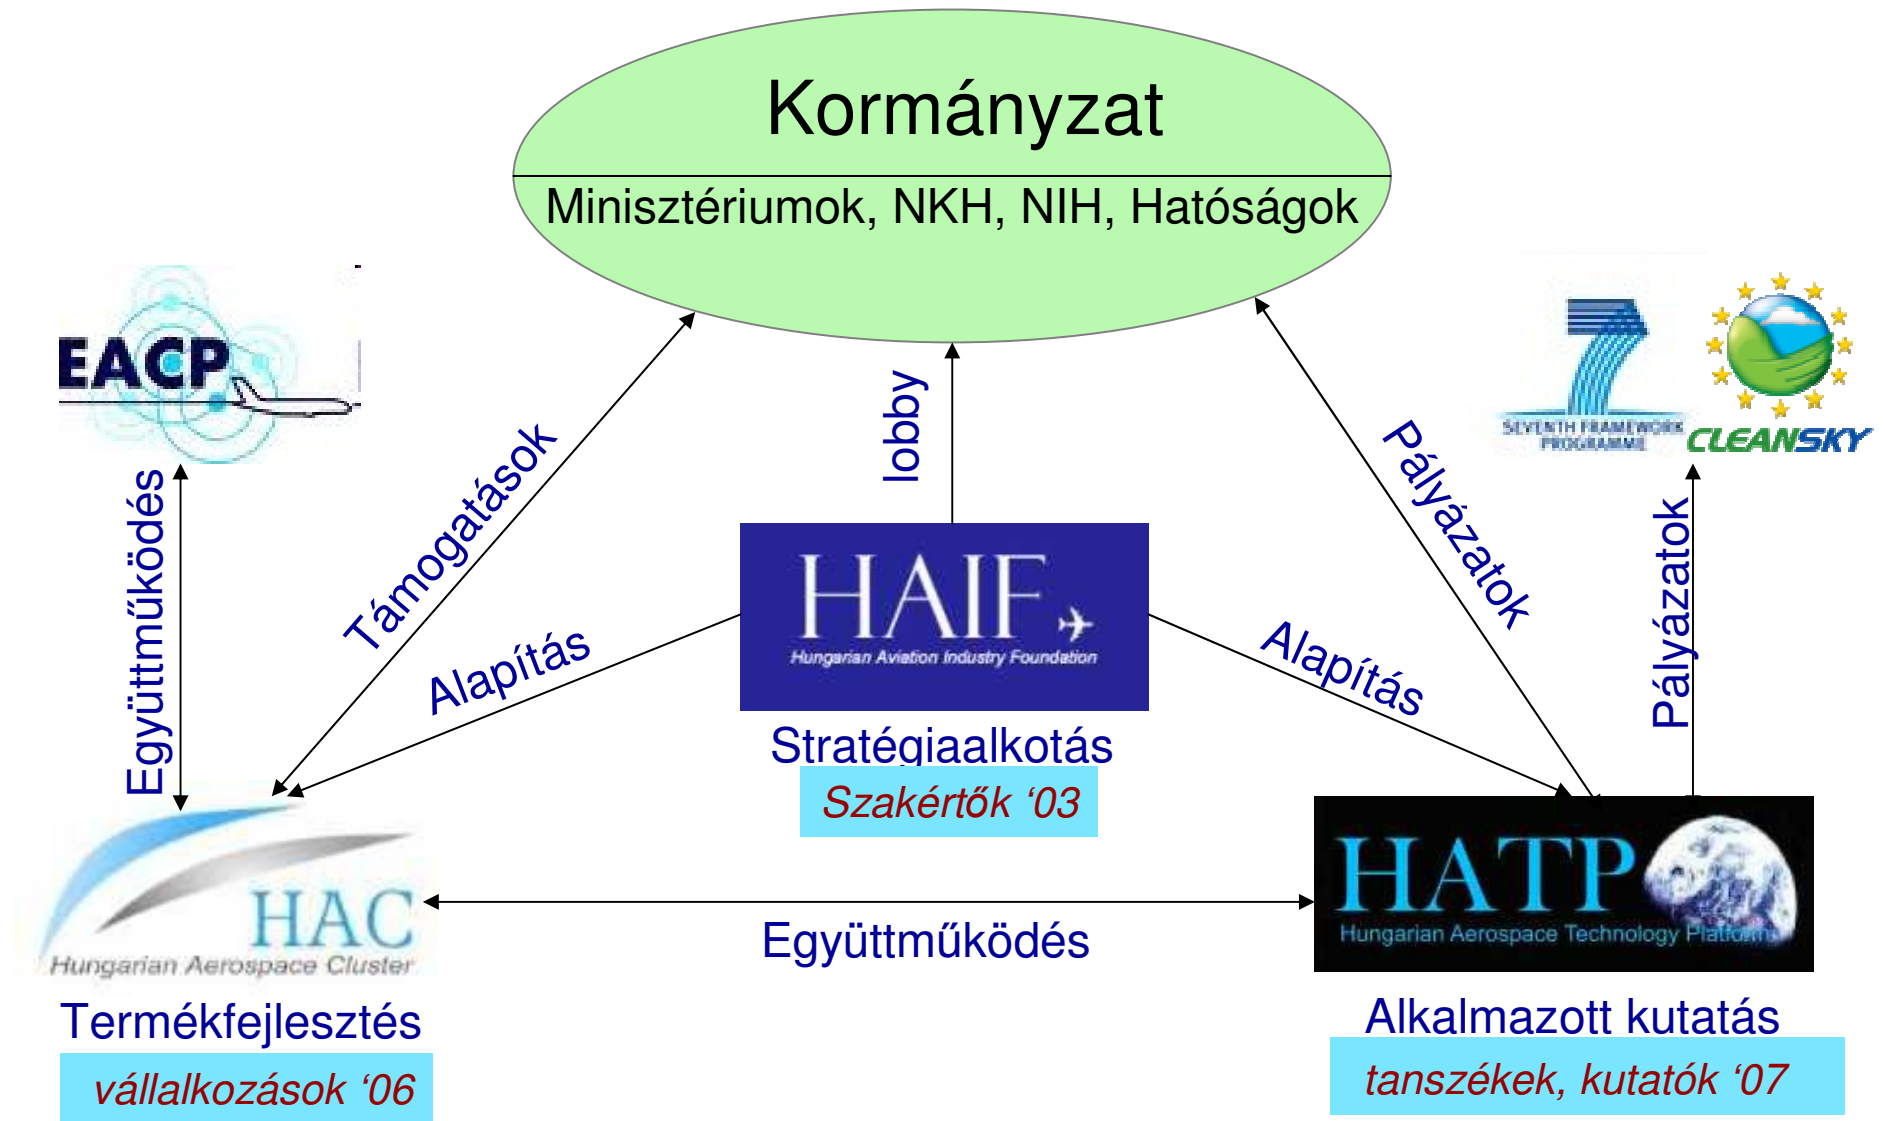 Kormányzat
Minisztériumok, NKH, NIH, Hatóságok
EACP
SEVENTH FRAMEWORK
PROGRAMME
CLEANSKY
Együttműködés
Támogatások
lobby
Pályázatok
Pályázatok
Alapítás
Alapítás
HAIF
Hungarian Aviation Industry Foundation
Stratégiaalkotás
Szakértők ‘03
HAC
Hungarian Aerospace Cluster
Együttműködés
HATP
Hungarian Aerospace Technology Platform
Termékfejlesztés
vállalkozások ‘06
Alkalmazott kutatás
tanszékek, kutatók ‘07